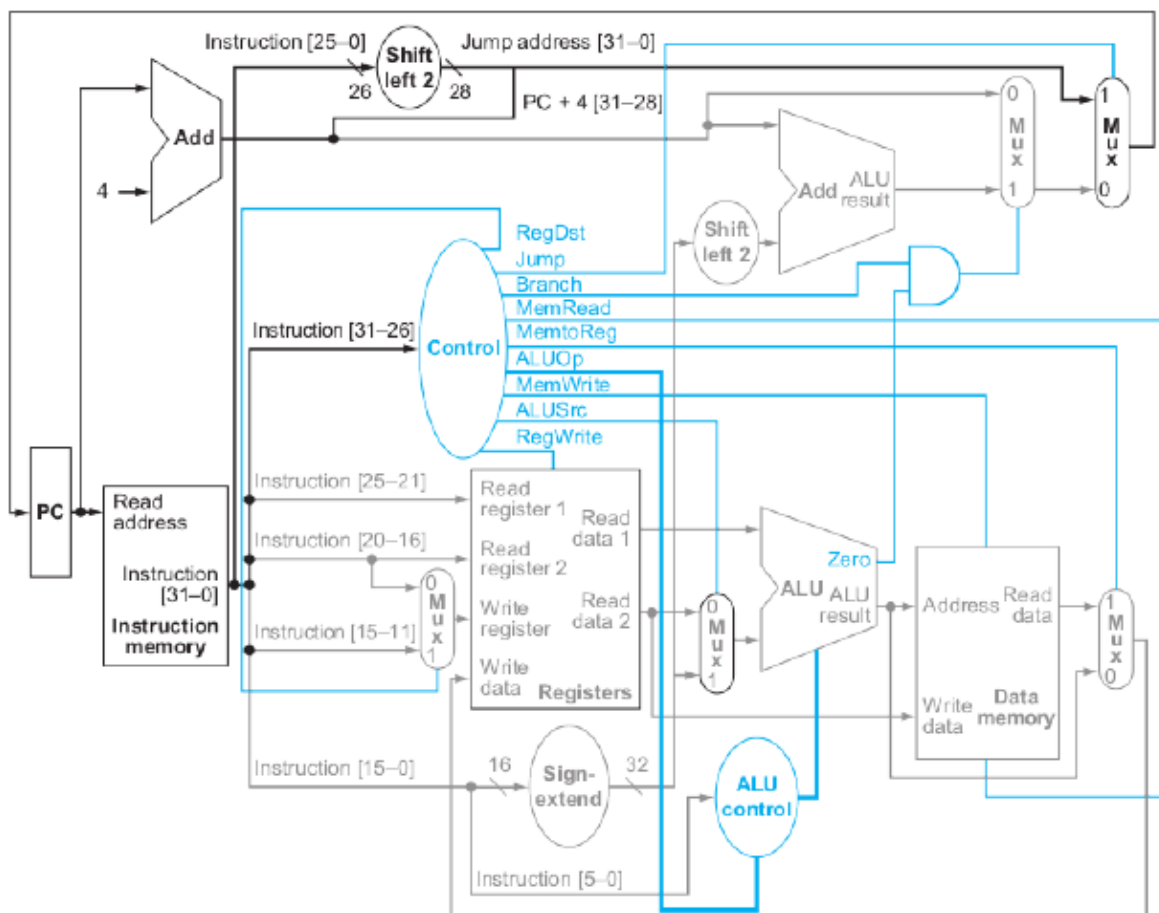 Instruction [25–0]
Shift
left 2
Jump address [31–0]
26
28
PC + 4 [31–28]
Add
4
0
Mux
1
1
Mux
0
Add
ALU
result
Shift
left 2
RegDst
Jump
Branch
MemRead
MemtoReg
ALUOp
MemWrite
ALUSrc
RegWrite
Instruction [31–26]
Control
PC
Read
address
Instruction
[31–0]
Instruction
memory
Instruction [25–21]
Instruction [20–16]
Instruction [15–11]
0
Mux
1
Read
register 1
Read
register 2
Write
register
Write
data
Read
data 1
Read
data 2
Registers
0
Mux
1
Zero
ALU
ALU
result
Address
Read
data
Write
data
Data
memory
1
Mux
0
Instruction [15–0]
16
Sign-
extend
32
ALU
control
Instruction [5–0]